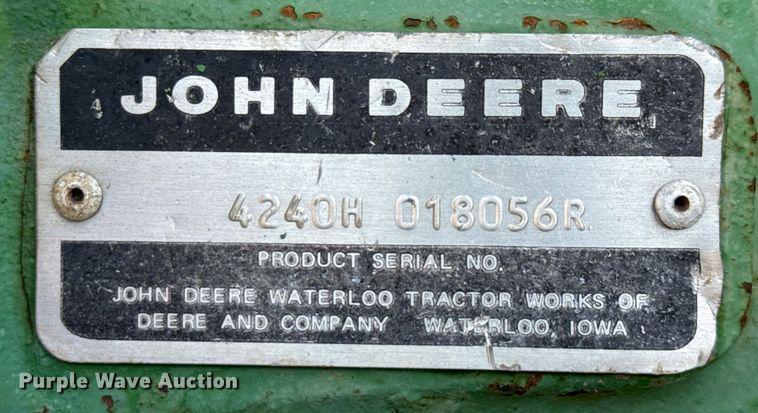 JOHN DEERE
4240H 018056R
PRODUCT SERIAL NO.
JOHN DEERE WATERLOO TRACTOR WORKS OF
DEERE AND COMPANY WATERLOO, IOWA
Purple Wave Auction